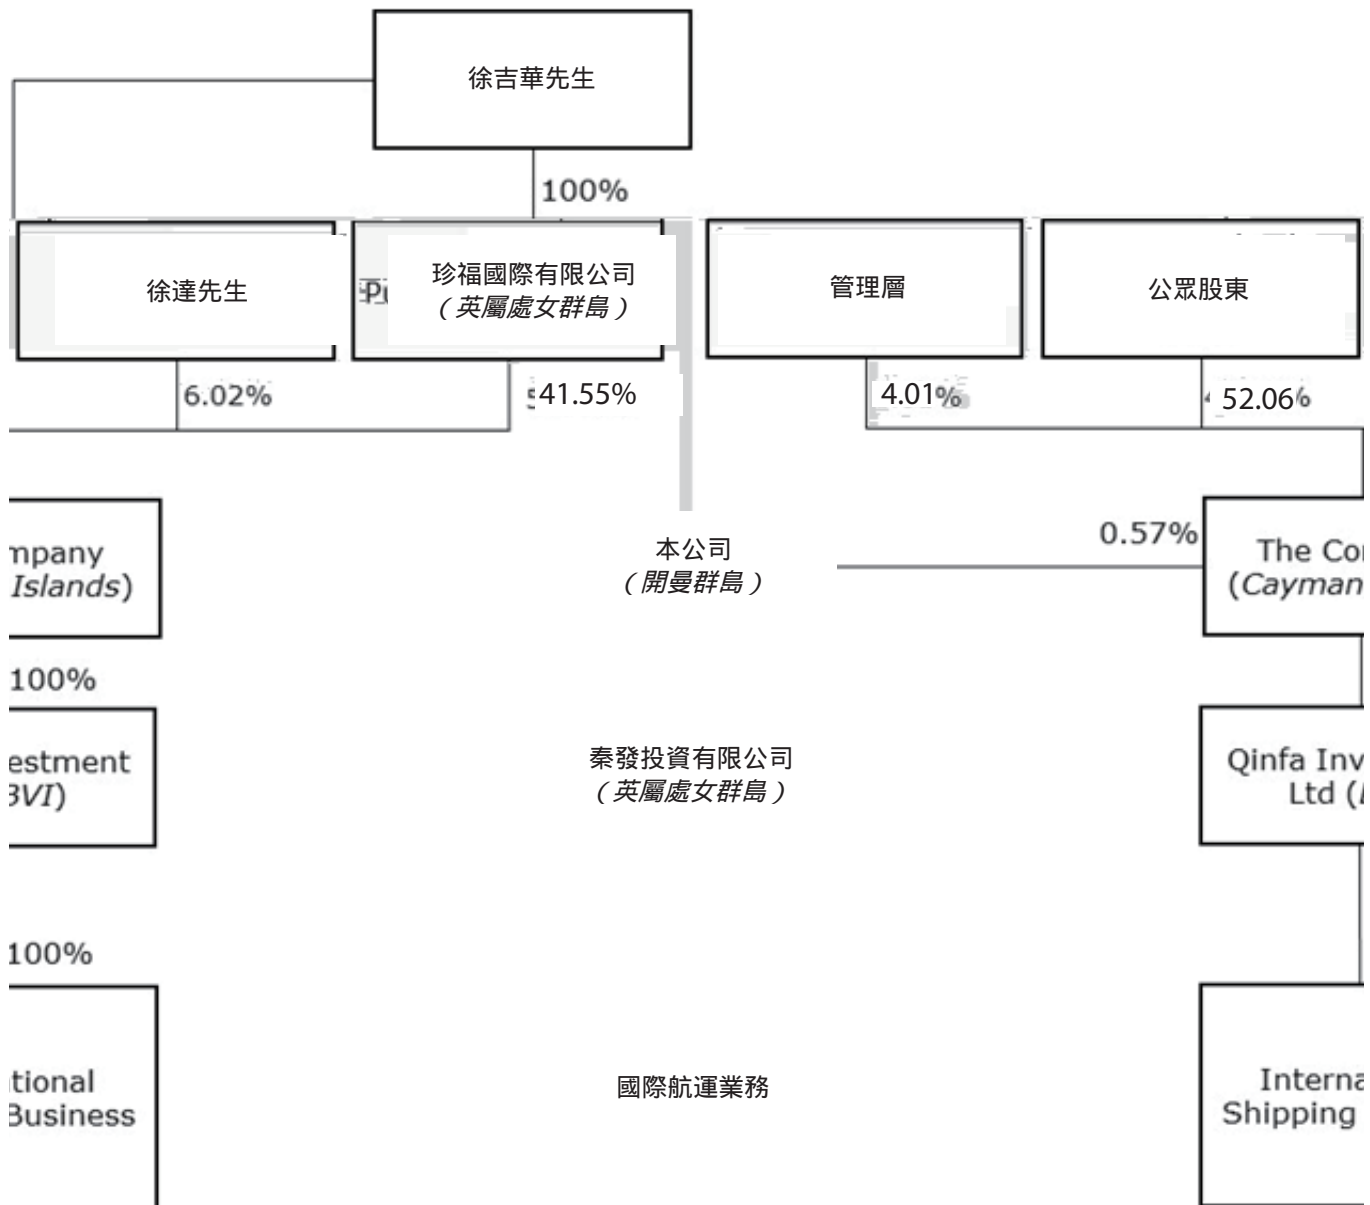 徐吉華先生
100%
徐達先生
珍福國際有限公司
（英屬處女群島）
管理層
公眾股東
6.02%
41.55%
4.01%
52.06%
0.57%
mpany
Islands)
本公司
（開曼群島）
The Co
(Cayman
100%
estment
BVI)
秦發投資有限公司
（英屬處女群島）
Qinfa Inv
Ltd (
100%
tional
Business
國際航運業務
Interna
Shipping